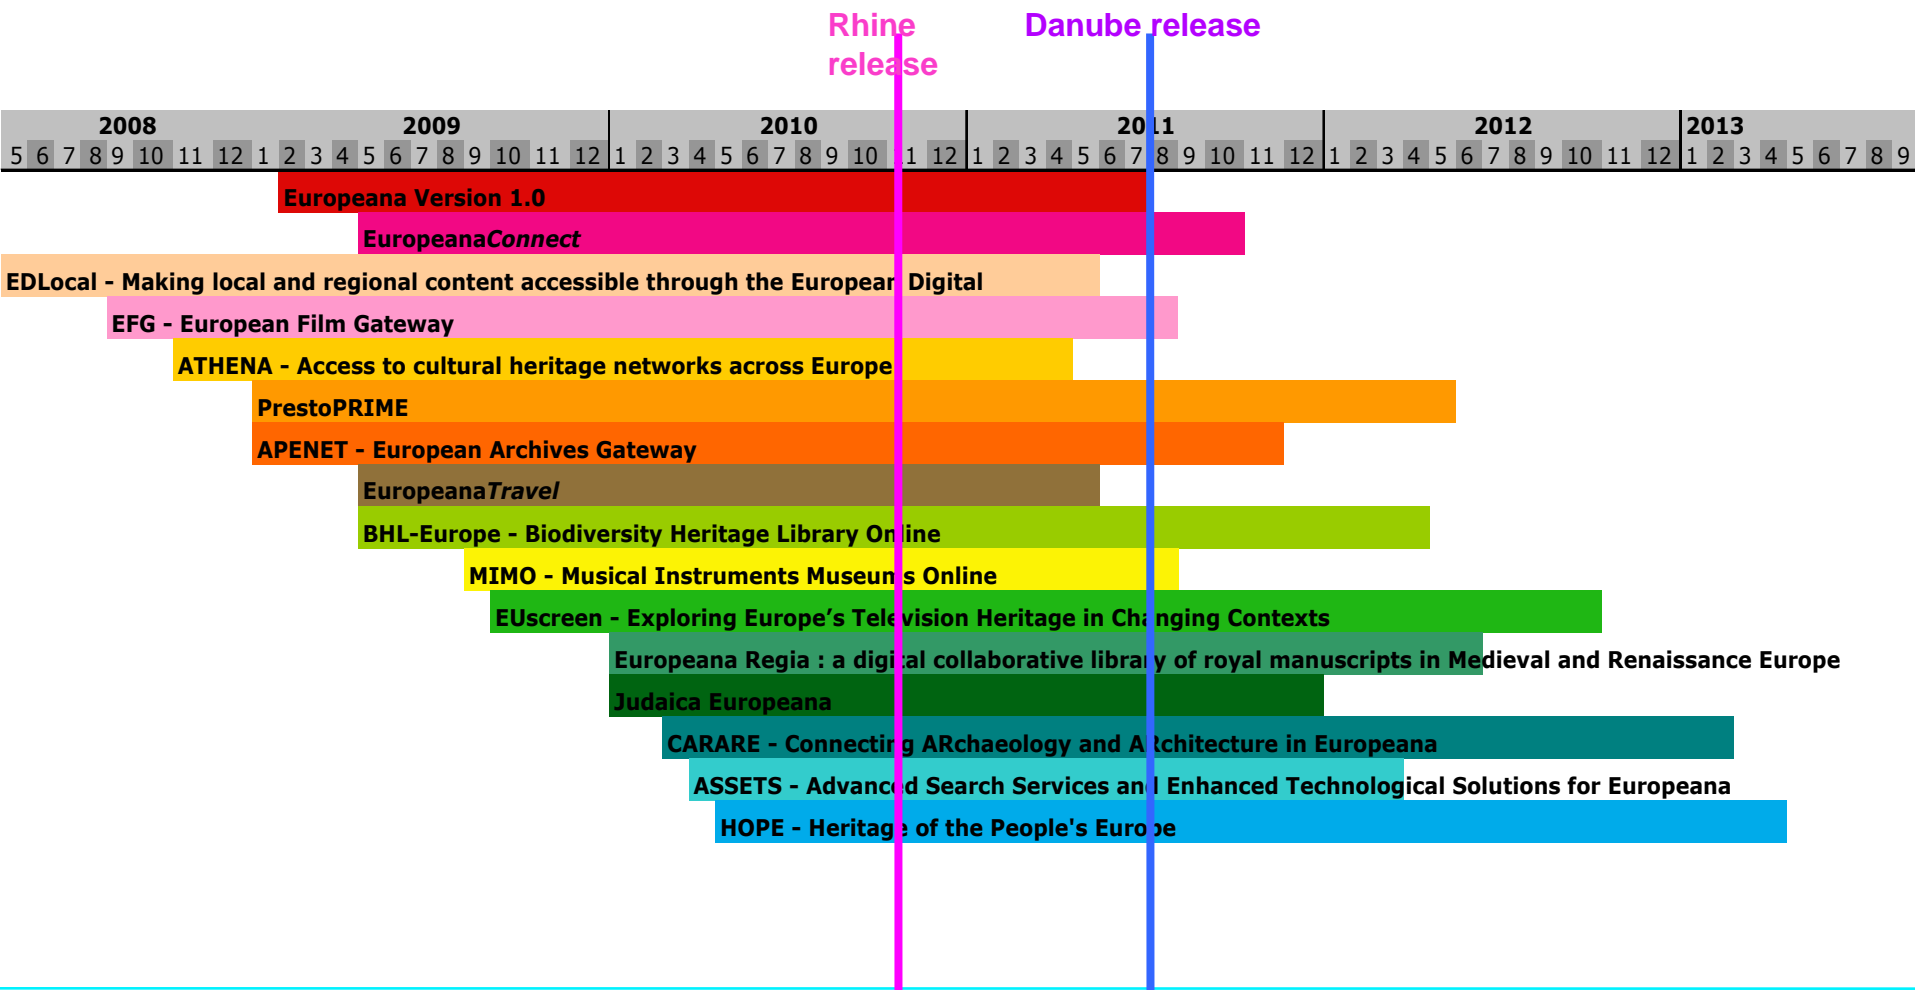 Rhine
release
Danube release
2008 2009 2010 2011 2012 2013
5 6 7 8 9 10 11 12 1 2 3 4 5 6 7 8 9 10 11 12 1 2 3 4 5 6 7 8 9 10 11 12 1 2 3 4 5 6 7 8 9 10 11 12 1 2 3 4 5 6 7 8 9 10 11 12 1 2 3 4 5 6 7 8 9
Europeana Version 1.0
EuropeanaConnect
EDLocal - Making local and regional content accessible through the European Digital
EFG - European Film Gateway
ATHENA - Access to cultural heritage networks across Europe
PrestoPRIME
APENET - European Archives Gateway
EuropeanaTravel
BHL-Europe - Biodiversity Heritage Library Online
MIMO - Musical Instruments Museums Online
EUscreen - Exploring Europe’s Television Heritage in Changing Contexts
Europeana Regia : a digital collaborative library of royal manuscripts in Medieval and Renaissance Europe
Judaica Europeana
CARARE - Connecting ARchaeology and ARchitecture in Europeana
ASSETS - Advanced Search Services and Enhanced Technological Solutions for Europeana
HOPE - Heritage of the People's Europe